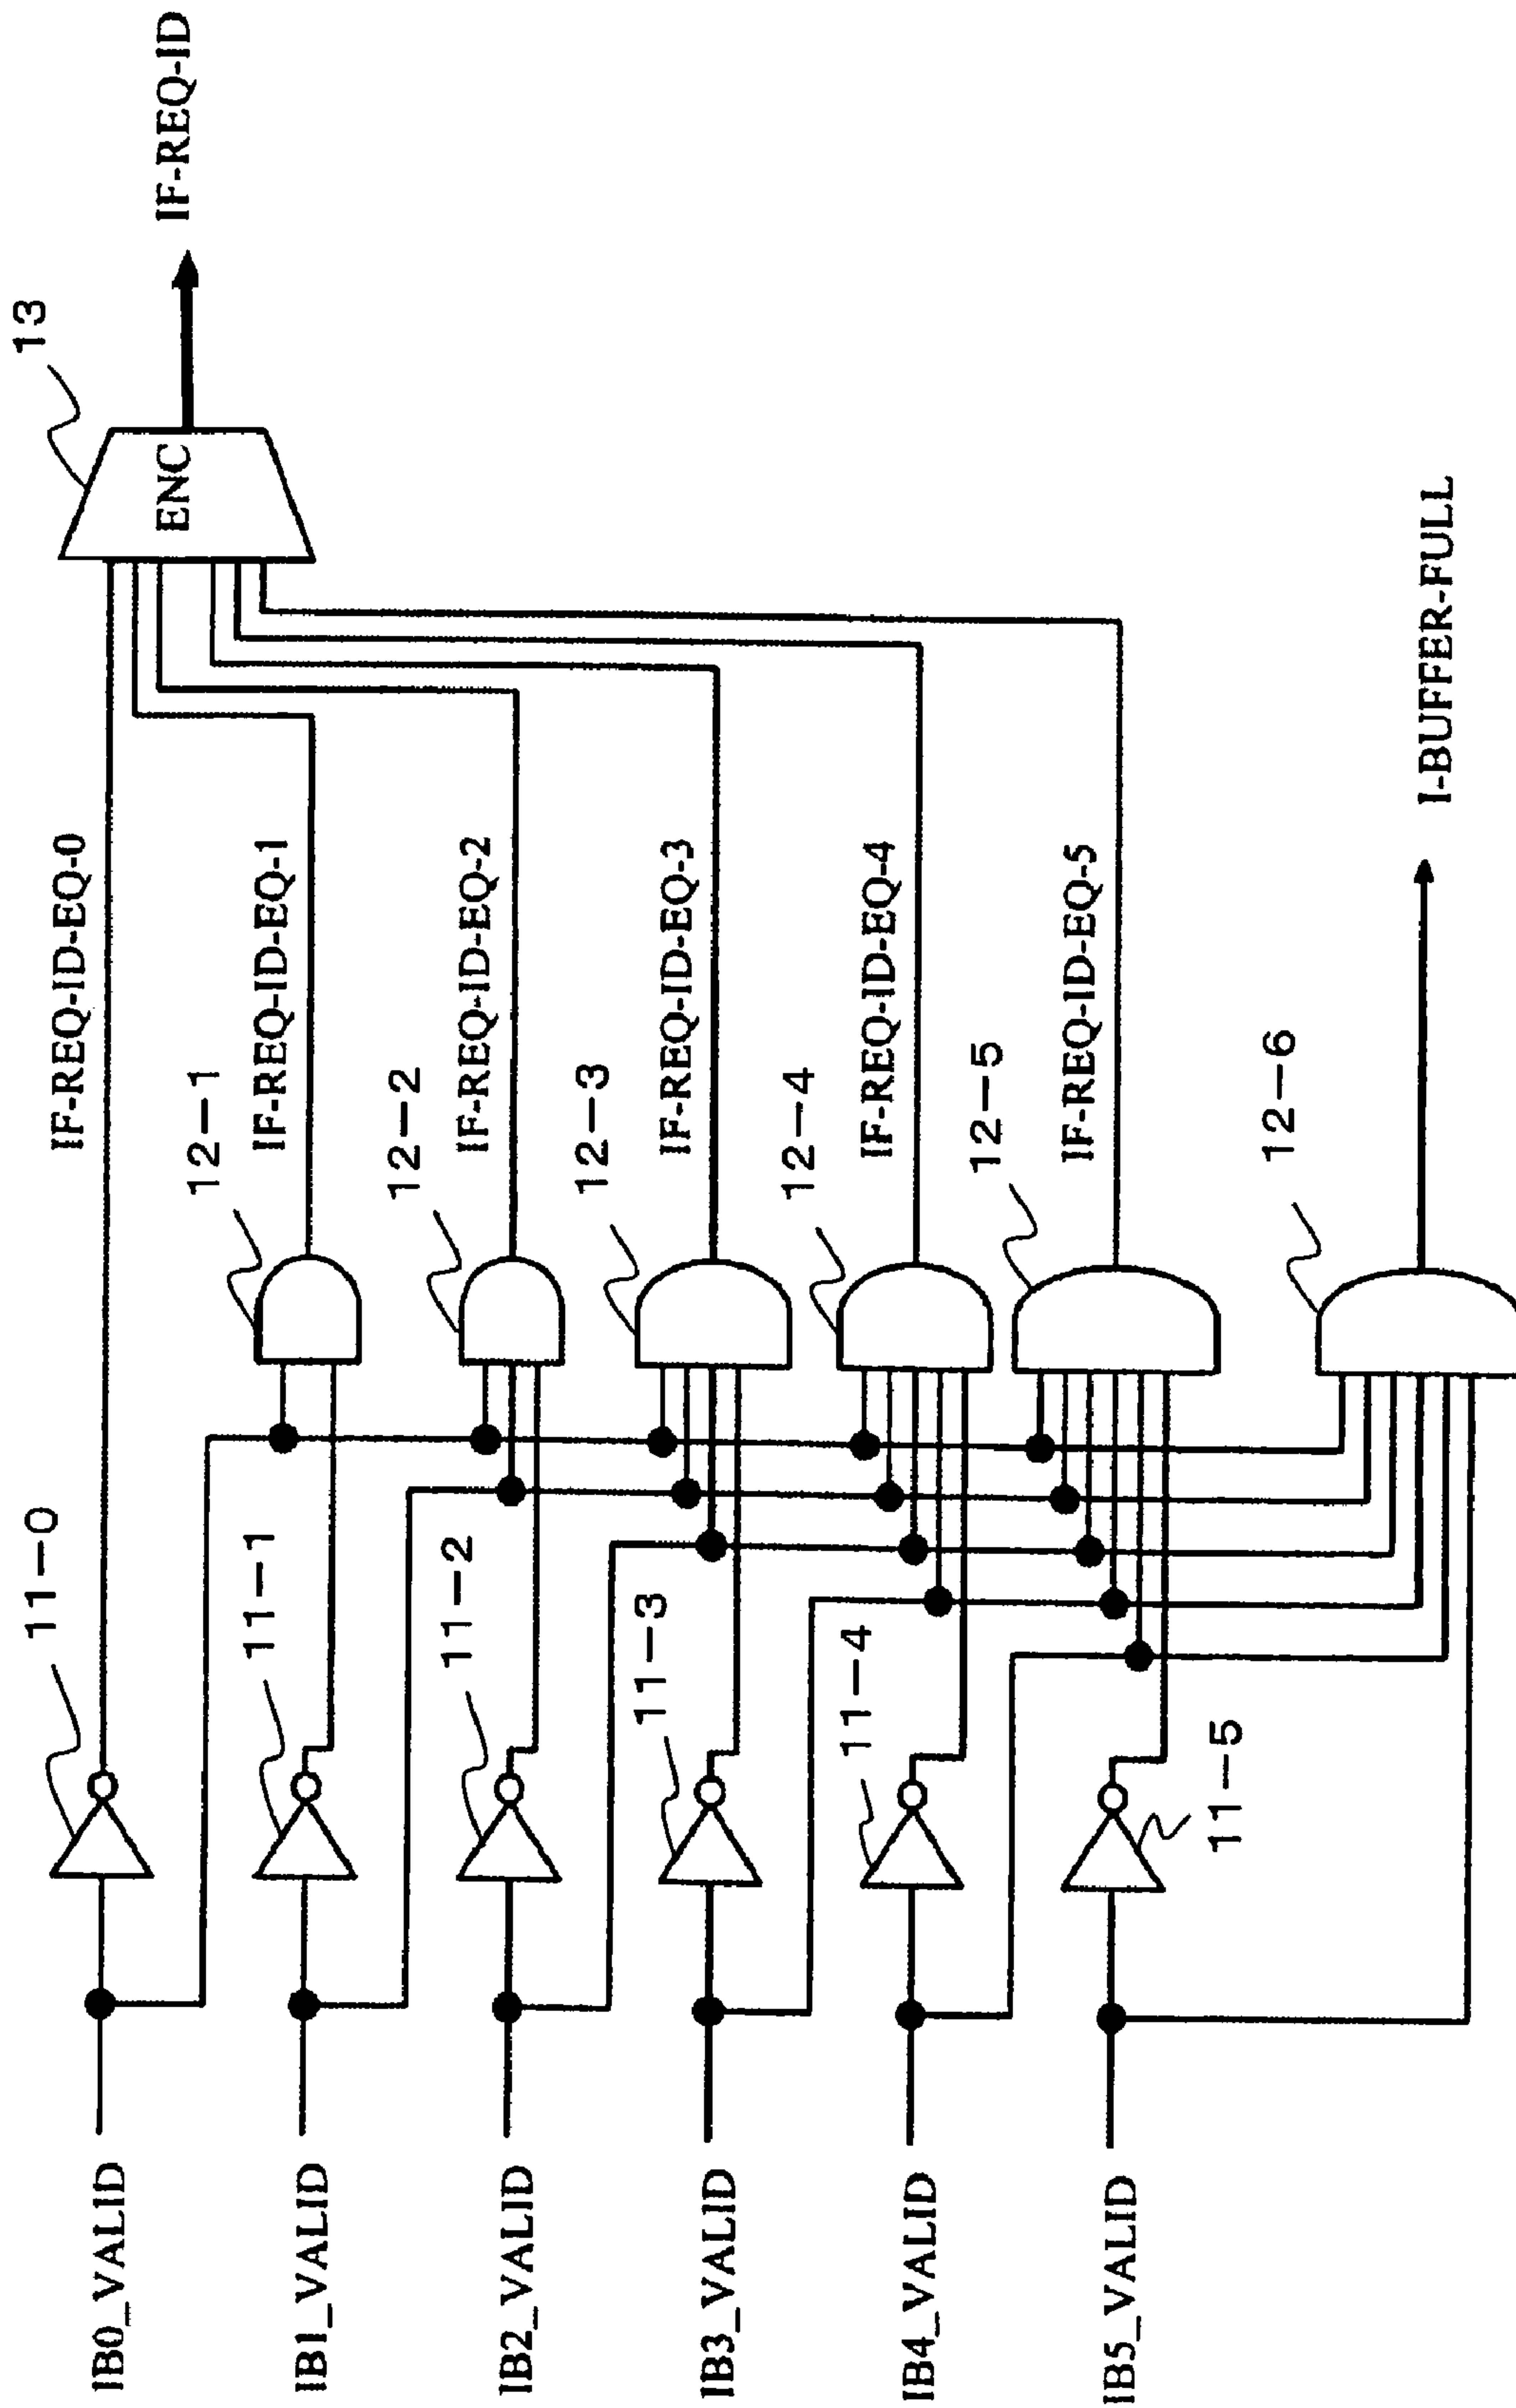 IB0_VALID
IB1_VALID
IB2_VALID
IB3_VALID
IB4_VALID
IB5_VALID
11-0
11-1
11-2
11-3
11-4
11-5
12-1
12-2
12-3
12-4
12-5
12-6
IF-REQ-ID-EQ-0
IF-REQ-ID-EQ-1
IF-REQ-ID-EQ-2
IF-REQ-ID-EQ-3
IF-REQ-ID-EQ-4
IF-REQ-ID-EQ-5
13
ENC
IF-REQ-ID
I-BUFFER-FULL